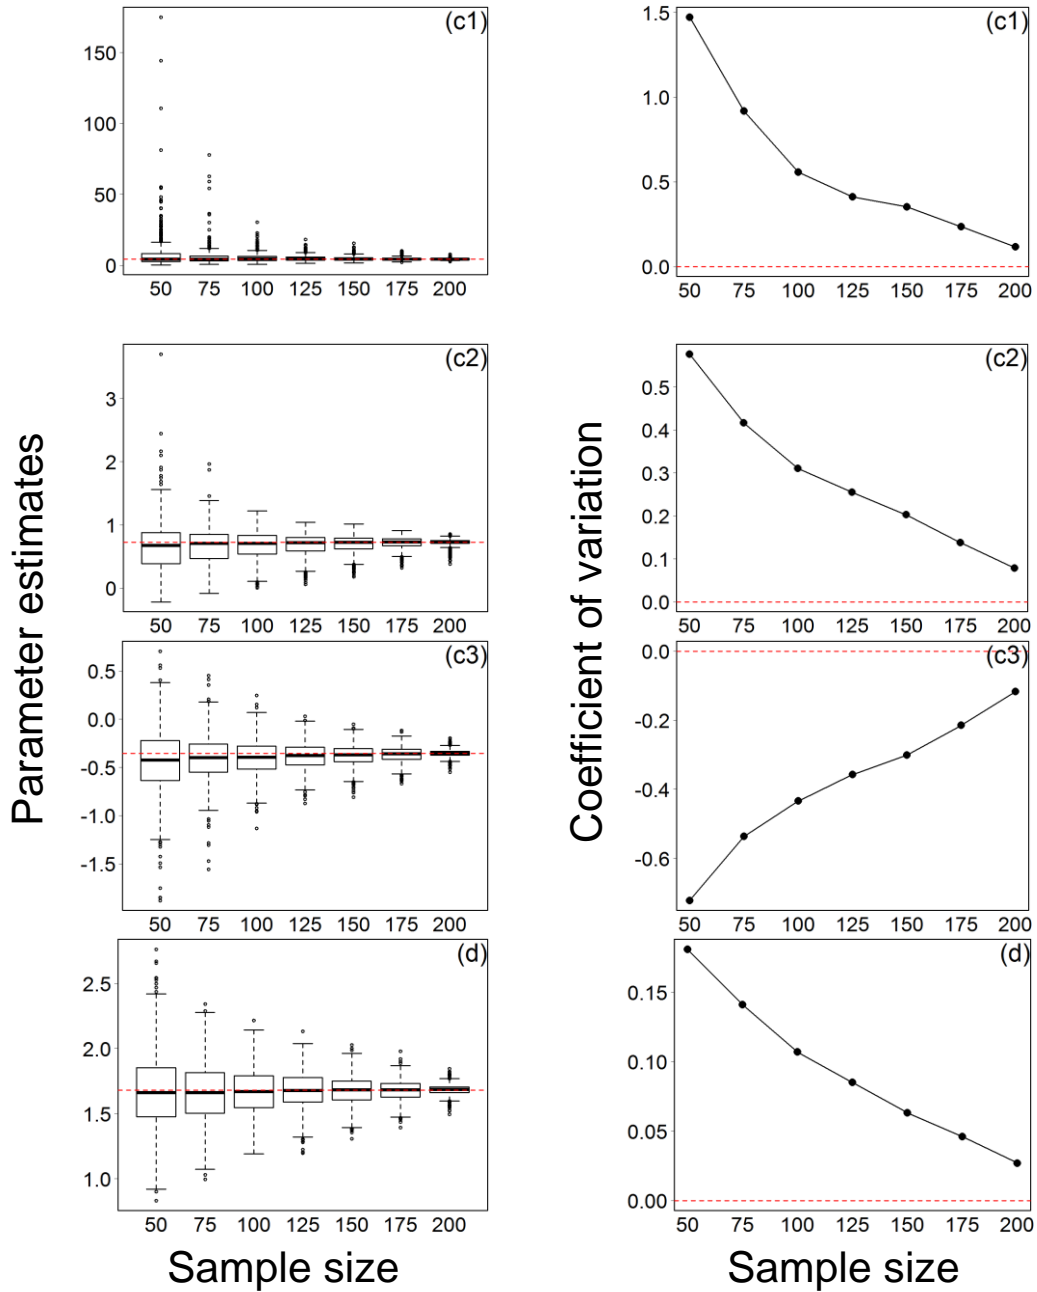 (c1)
150
100
50
0
50 75 100 125 150 175 200
(c1)
1.5
1.0
0.5
0.0
50 75 100 125 150 175 200
(c2)
3
2
1
0
50 75 100 125 150 175 200
(c2)
0.5
0.4
0.3
0.2
0.1
0.0
50 75 100 125 150 175 200
Parameter estimates
Coefficient of variation
(c3)
0.5
0.0
-0.5
-1.0
-1.5
50 75 100 125 150 175 200
(c3)
0.0
-0.2
-0.4
-0.6
50 75 100 125 150 175 200
(d)
2.5
2.0
1.5
1.0
50 75 100 125 150 175 200
(d)
0.15
0.10
0.05
0.00
50 75 100 125 150 175 200
Sample size
Sample size